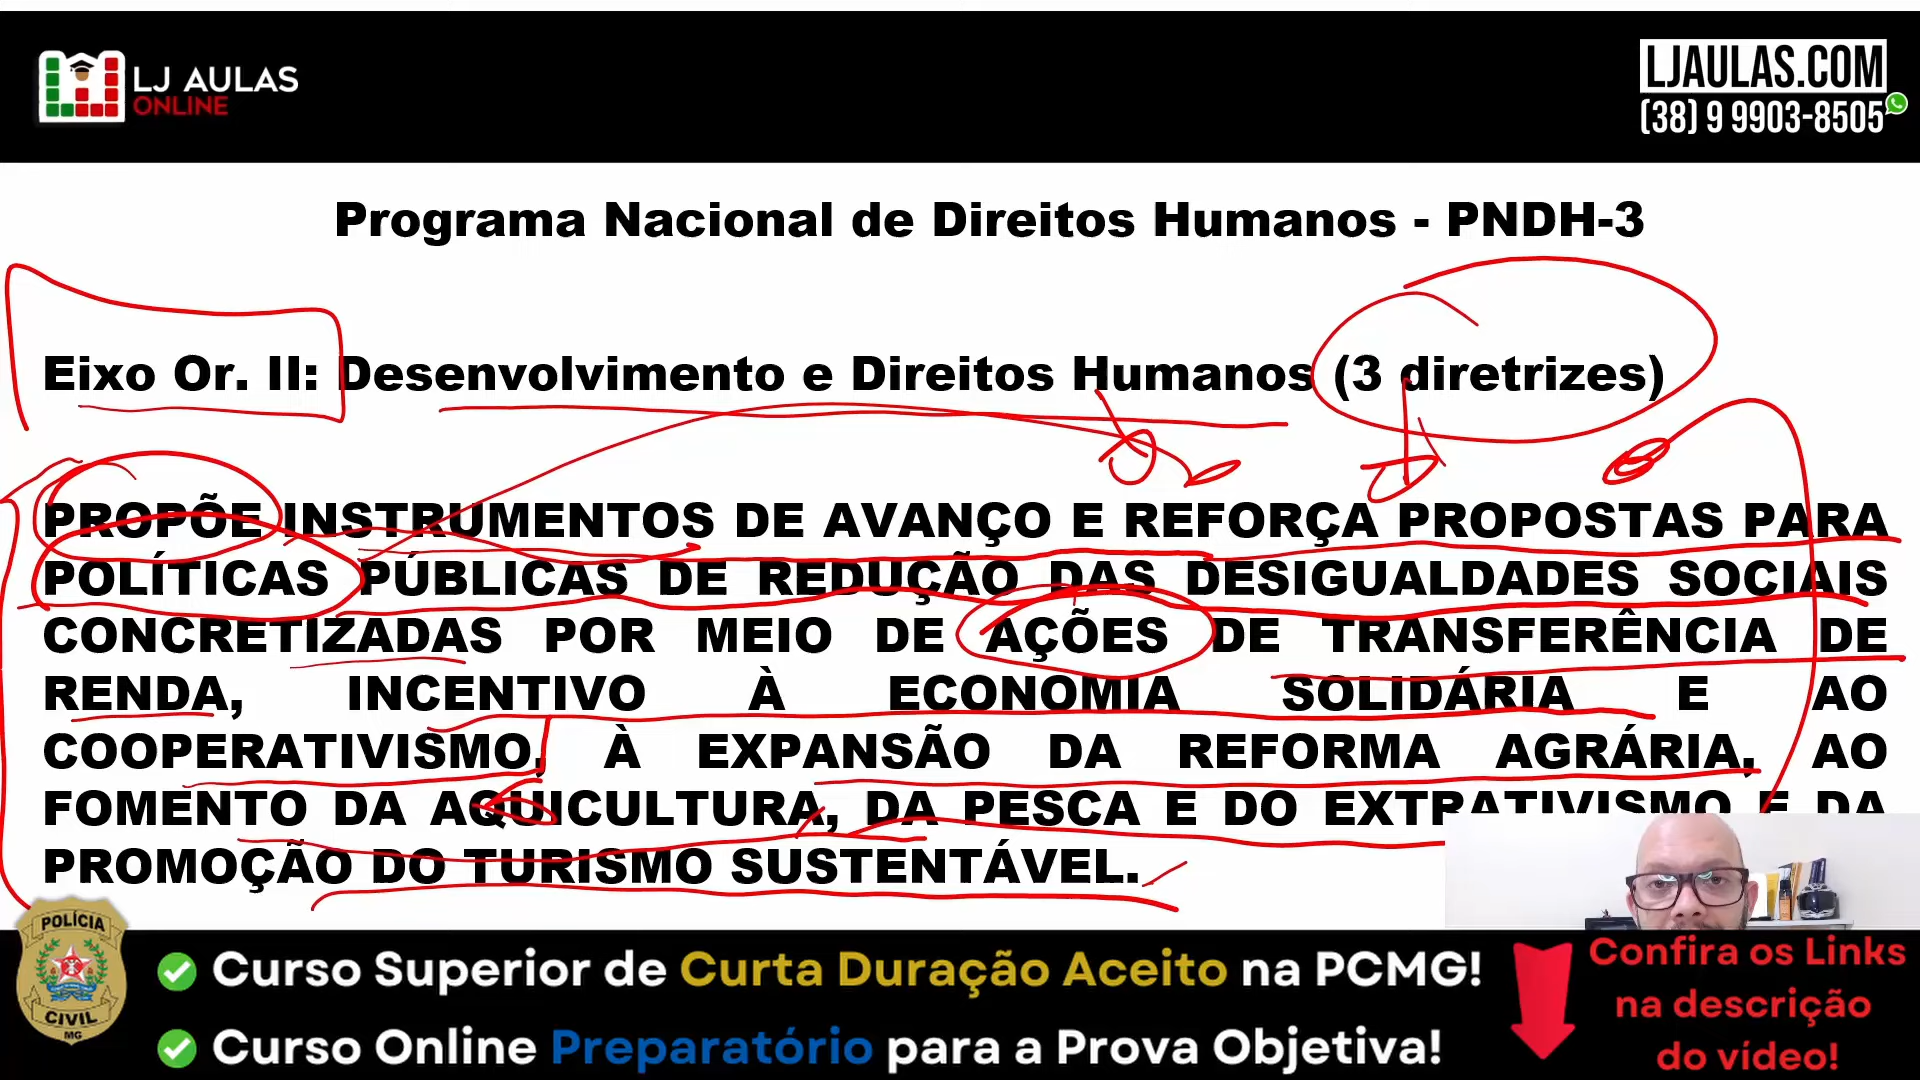 LJ AULAS
ONLINE
LJAULAS.COM
(38) 9 9903-8505
Programa Nacional de Direitos Humanos - PNDH-3
Eixo Or. II: Desenvolvimento e Direitos Humanos (3 diretrizes)
PROPÕE INSTRUMENTOS DE AVANÇO E REFORÇA PROPOSTAS PARA
POLÍTICAS PÚBLICAS DE REDUÇÃO DAS DESIGUALDADES SOCIAIS
CONCRETIZADAS POR MEIO DE AÇÕES DE TRANSFERÊNCIA DE
RENDA, INCENTIVO À ECONOMIA SOLIDÁRIA E AO
COOPERATIVISMO, À EXPANSÃO DA REFORMA AGRÁRIA, AO
FOMENTO DA AQUICULTURA, DA PESCA E DO EXTRATIVISMO E DA
PROMOÇÃO DO TURISMO SUSTENTÁVEL.
POLÍCIA
CIVIL
MG
Curso Superior de Curta Duração Aceito na PCMG!
Curso Online Preparatório para a Prova Objetiva!
Confira os Links
na descrição
do vídeo!